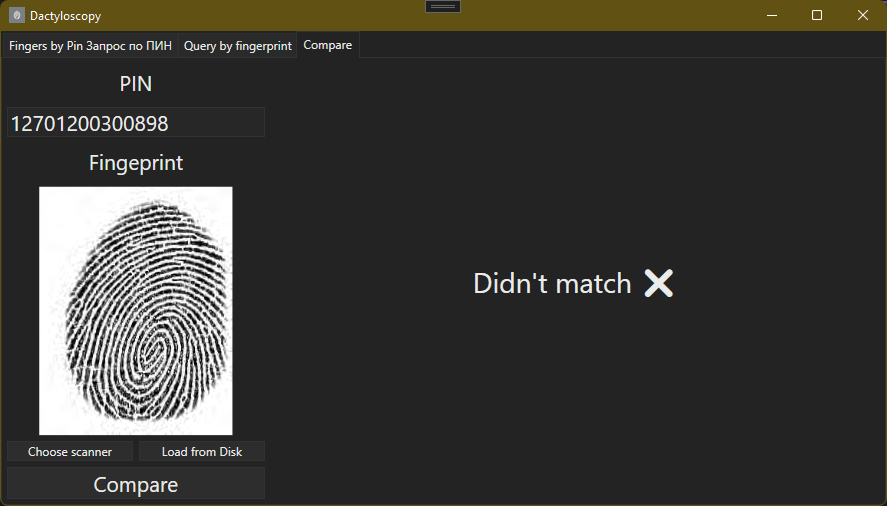 Dactyloscopy
Fingers by Pin Запрос по ПИН
Query by fingerprint
Compare
PIN
12701200300898
Fingeprint
Didn't match
Choose scanner
Load from Disk
Compare